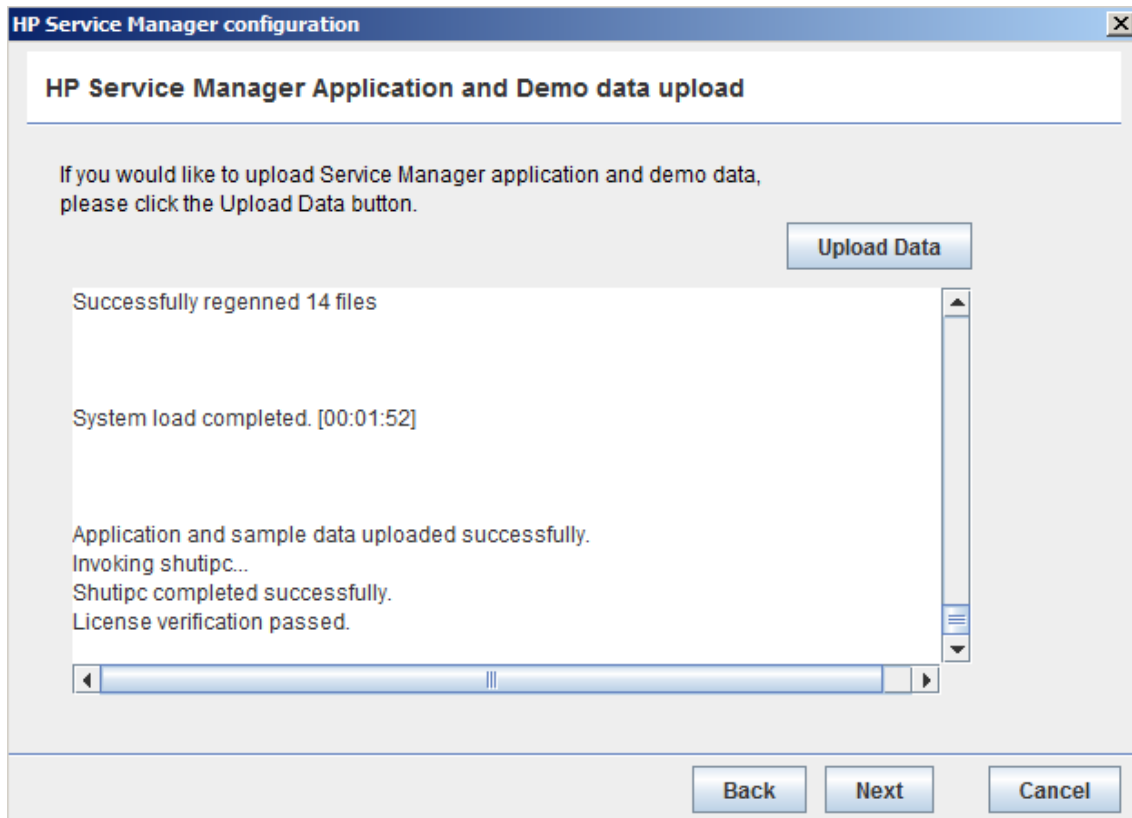 HP Service Manager configuration
HP Service Manager Application and Demo data upload
If you would like to upload Service Manager application and demo data,
please click the Upload Data button.
Upload Data
Successfully regenned 14 files
System load completed. [00:01:52]
Application and sample data uploaded successfully.
Invoking shutipc...
Shutipc completed successfully.
License verification passed.
Back
Next
Cancel